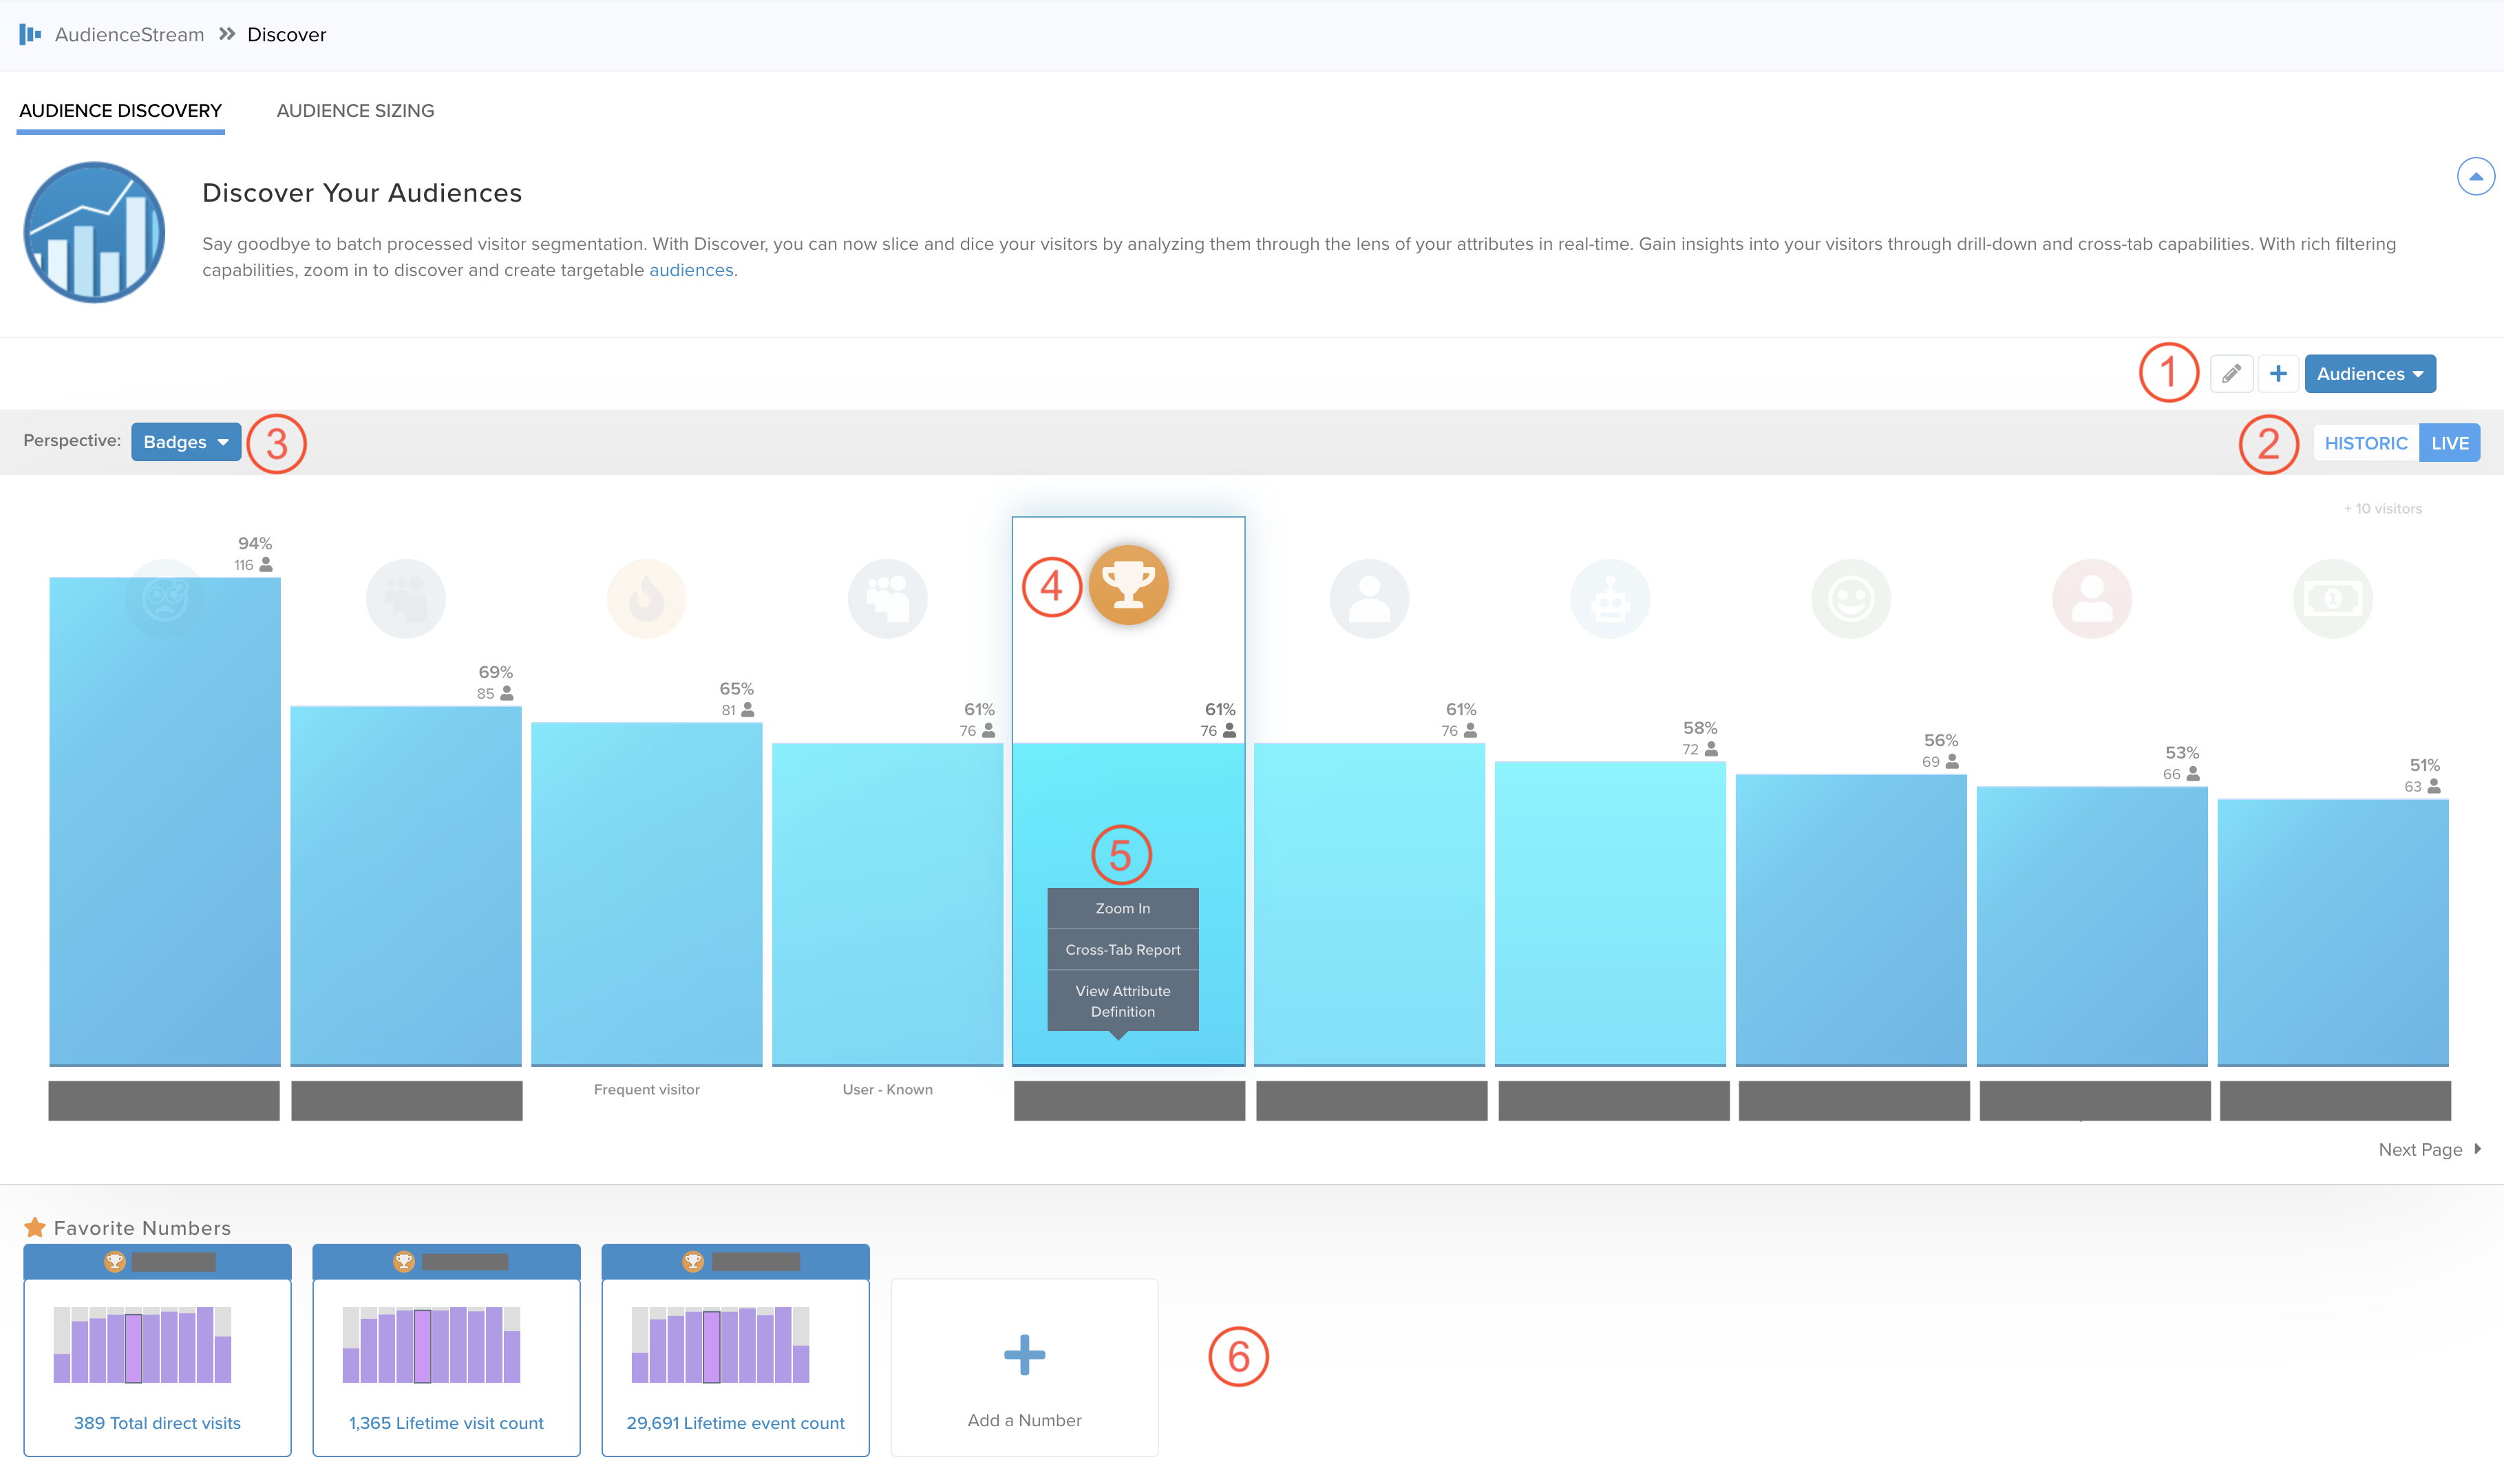 AudienceStream » Discover
AUDIENCE DISCOVERY AUDIENCE SIZING
Discover Your Audiences
Say goodbye to batch processed visitor segmentation. With Discover, you can now slice and dice your visitors by analyzing them through the lens of your attributes in real-time. Gain insights into your visitors through drill-down and cross-tab capabilities. With rich filtering
capabilities, zoom in to discover and create targetable audiences.
1 Audiences
Perspective: Badges 3 2 HISTORIC LIVE
+ 10 visitors
94%
116
69%
85
65%
81
61%
76
4
61%
76
61%
76
58%
72
56%
69
53%
66
51%
63
1
5
Zoom In
Cross-Tab Report
View Attribute
Definition
Frequent visitor
User - Known
Next Page
Favorite Numbers
389 Total direct visits
1,365 Lifetime visit count
29,691 Lifetime event count
Add a Number
6